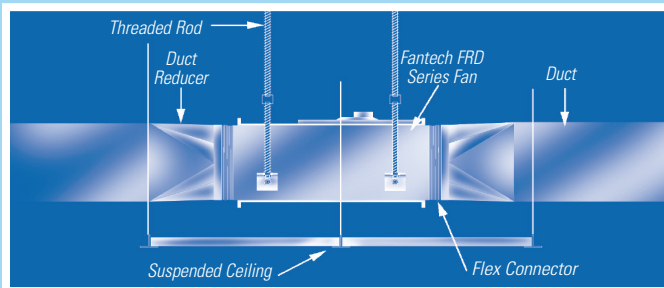 Threaded Rod
Duct
Reducer
Fantech FRD
Series Fan
Duct
Suspended Ceiling
Flex Connector